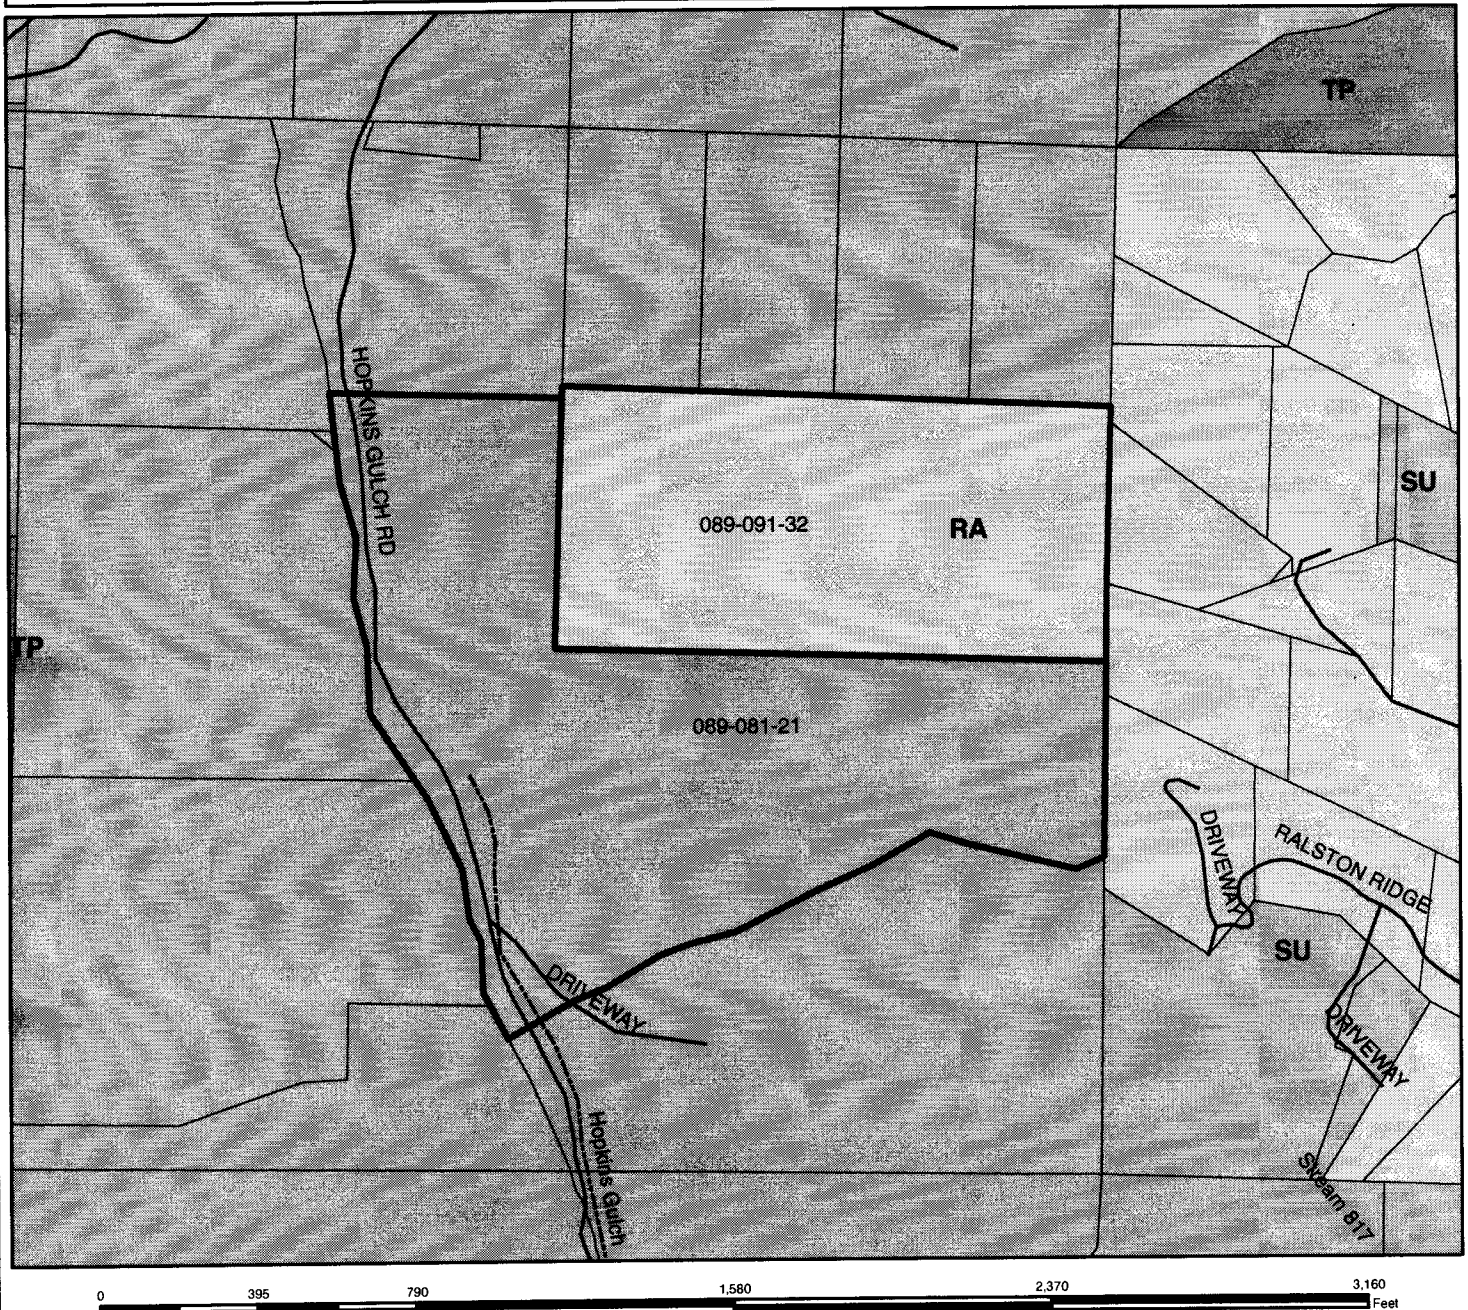 TP
HOPKINS GULCH RD
SU
089-091-32
RA
TP
089-081-21
DRIVEWAY
RALSTON RIDGE
SU
DRIVEWAY
DRIVEWAY
Hopkins Gulch
Stream 817
0 395 790 1,580 2,370 3,160
Feet